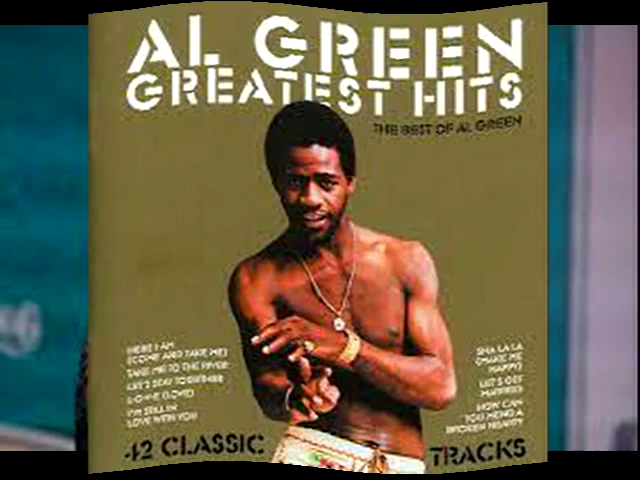 AL GREEN
GREATEST HITS
THE BEST OF AL GREEN
HERE I AM
(COME AND TAKE ME)
TAKE ME TO THE RIVER
LET'S STAY TOGETHER
L-O-V-E (LOVE)
I'M STILL IN
LOVE WITH YOU
SHA LA LA
(MAKE ME
HAPPY)
LET'S GET
MARRIED
HOW CAN
YOU MEND A
BROKEN HEART?
42 CLASSIC TRACKS